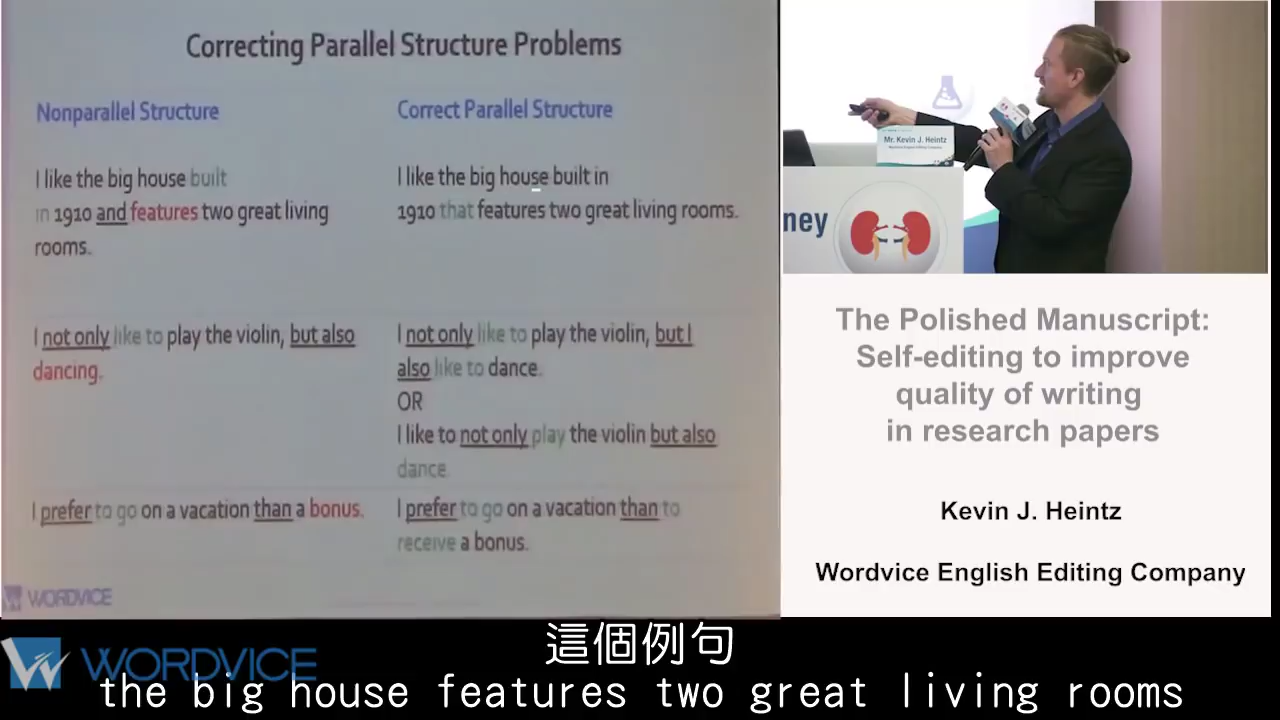 Correcting Parallel Structure Problems
Nonparallel Structure
Correct Parallel Structure
I like the big house built
in 1910 and features two great living
rooms.
I like the big house built in
1910 that features two great living rooms.
I not only like to play the violin, but also
dancing.
I not only like to play the violin, but I
also like to dance.
OR
I like to not only play the violin but also
dance.
I prefer to go on a vacation than a bonus.
I prefer to go on a vacation than to
receive a bonus.
WORDVICE
Mr. Kevin J. Heintz
ney
The Polished Manuscript:
Self-editing to improve
quality of writing
in research papers
Kevin J. Heintz
Wordvice English Editing Company
WORDVICE
這個例句
the big house features two great living rooms